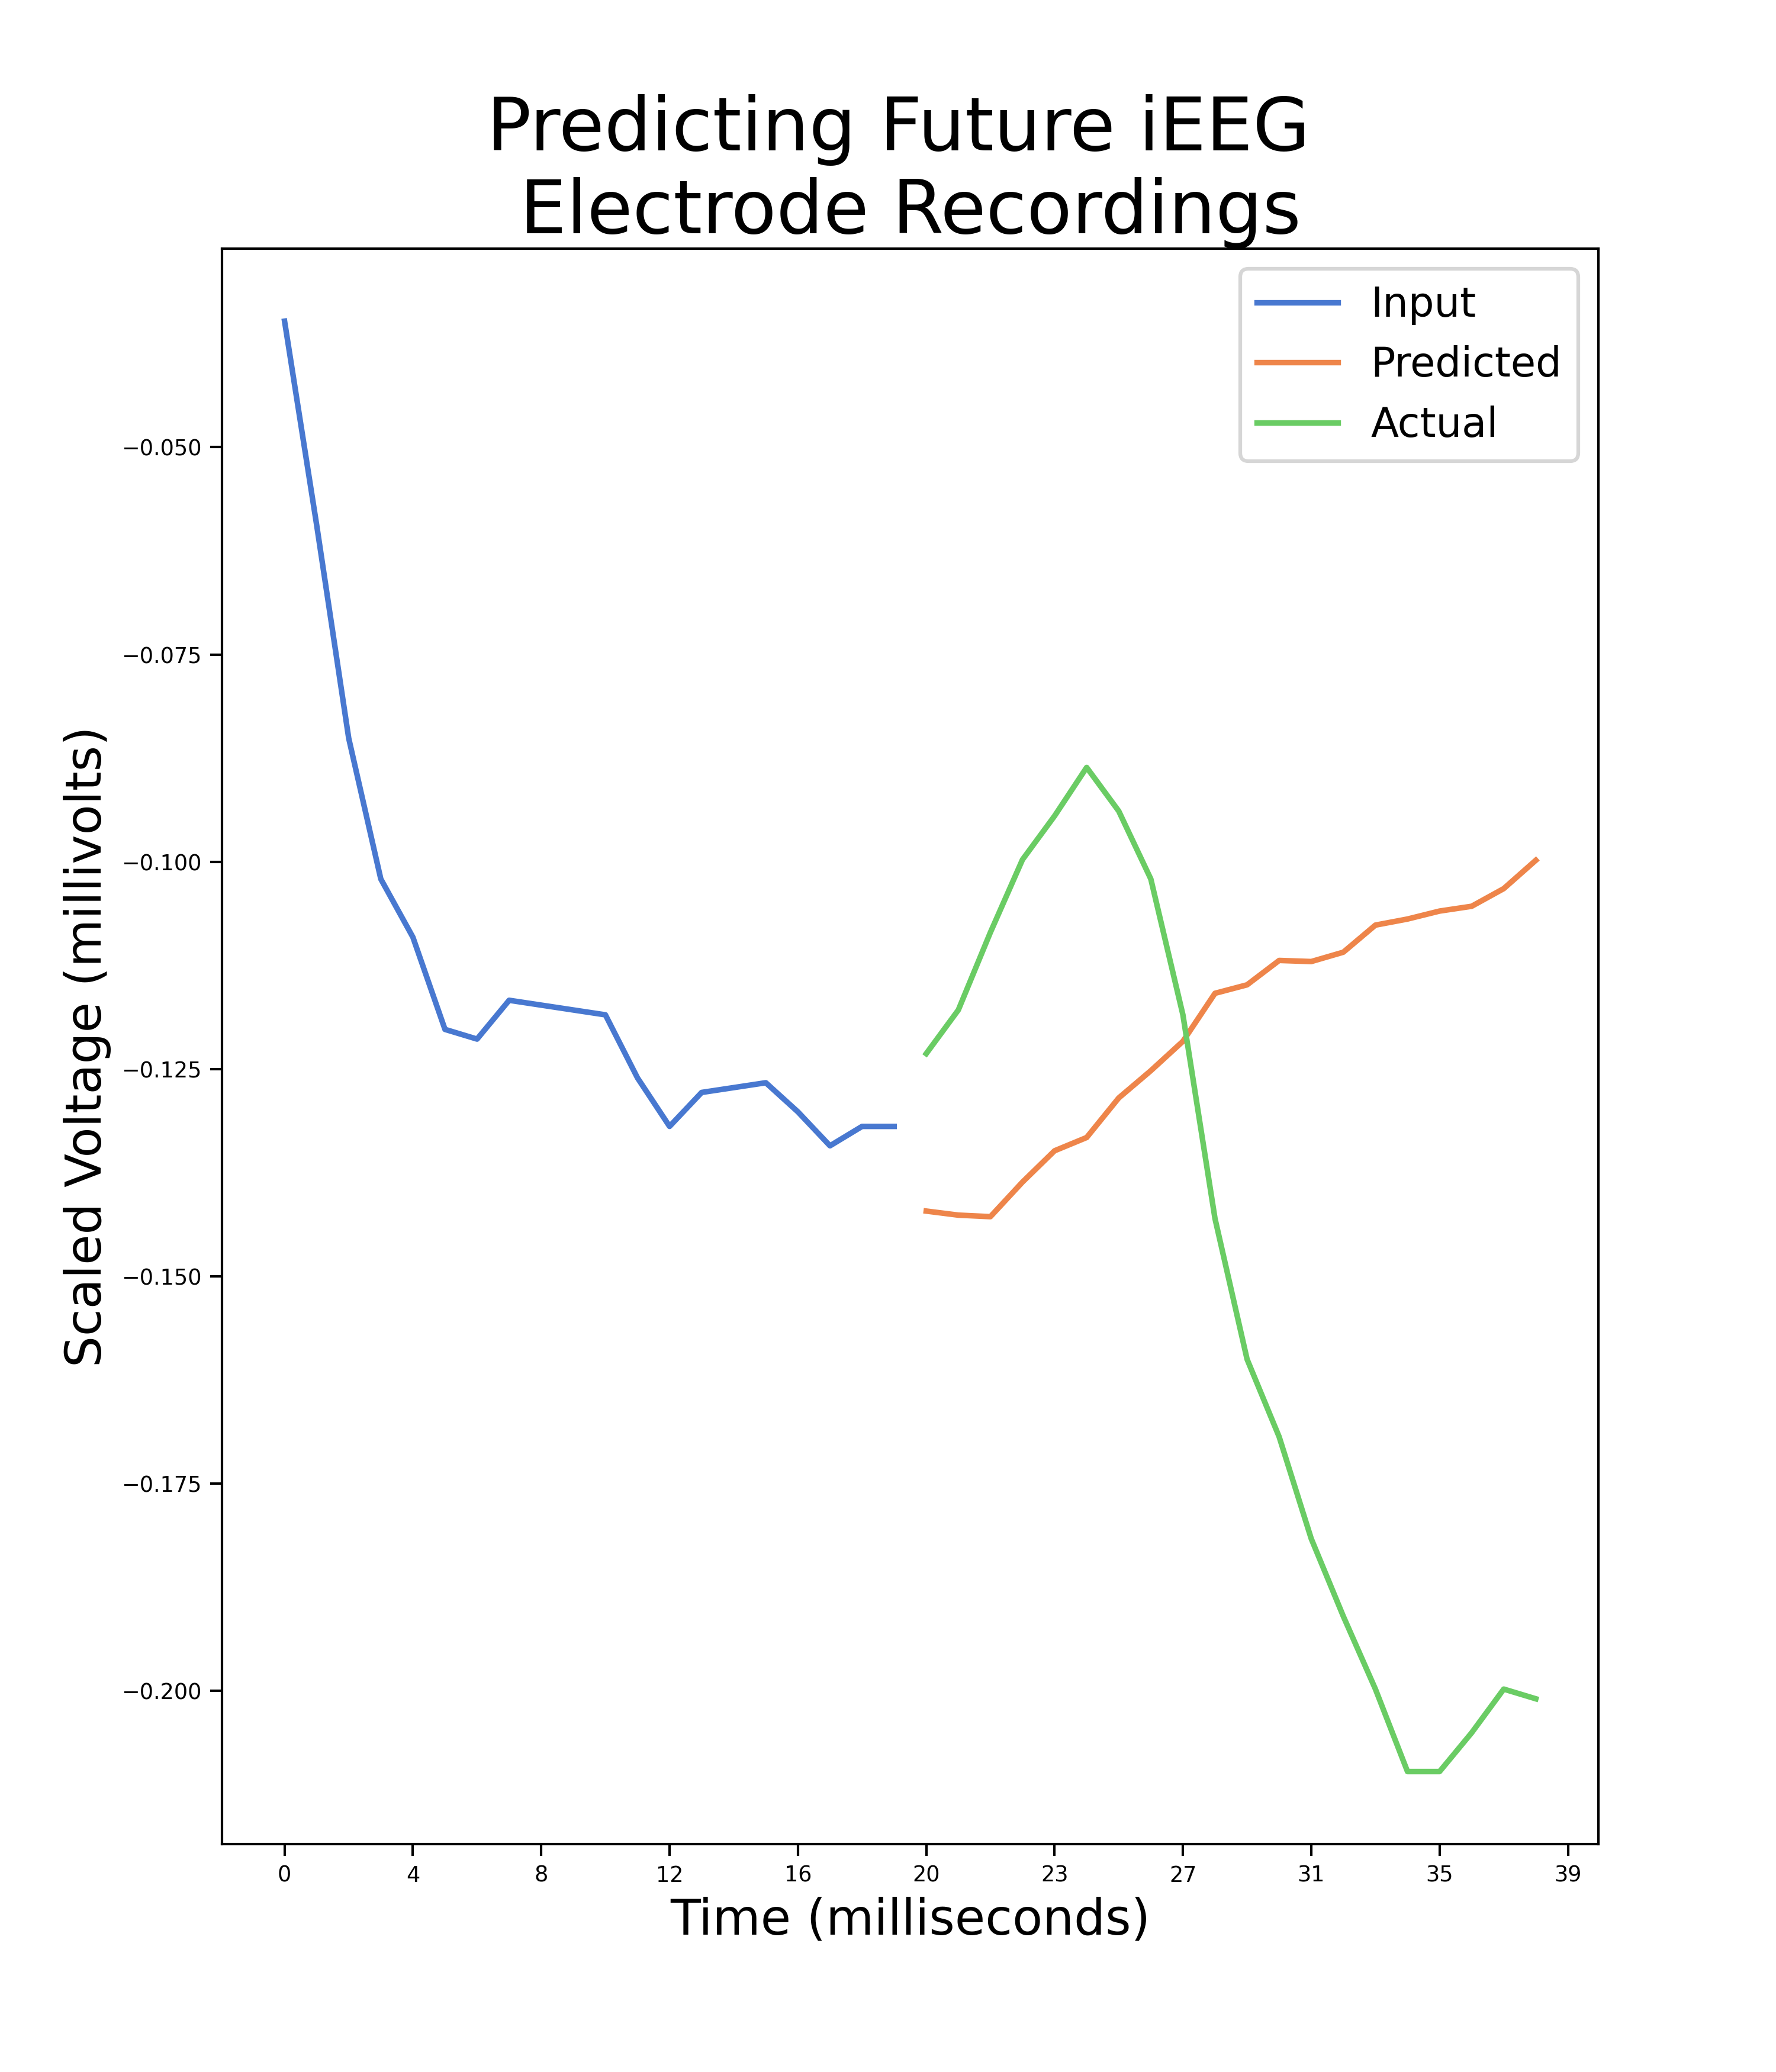 Predicting Future iEEG
Electrode Recordings
Input
Predicted
Actual
Scaled Voltage (millivolts)
−0.050
−0.075
−0.100
−0.125
−0.150
−0.175
−0.200
0 4 8 12 16 20 23 27 31 35 39
Time (milliseconds)